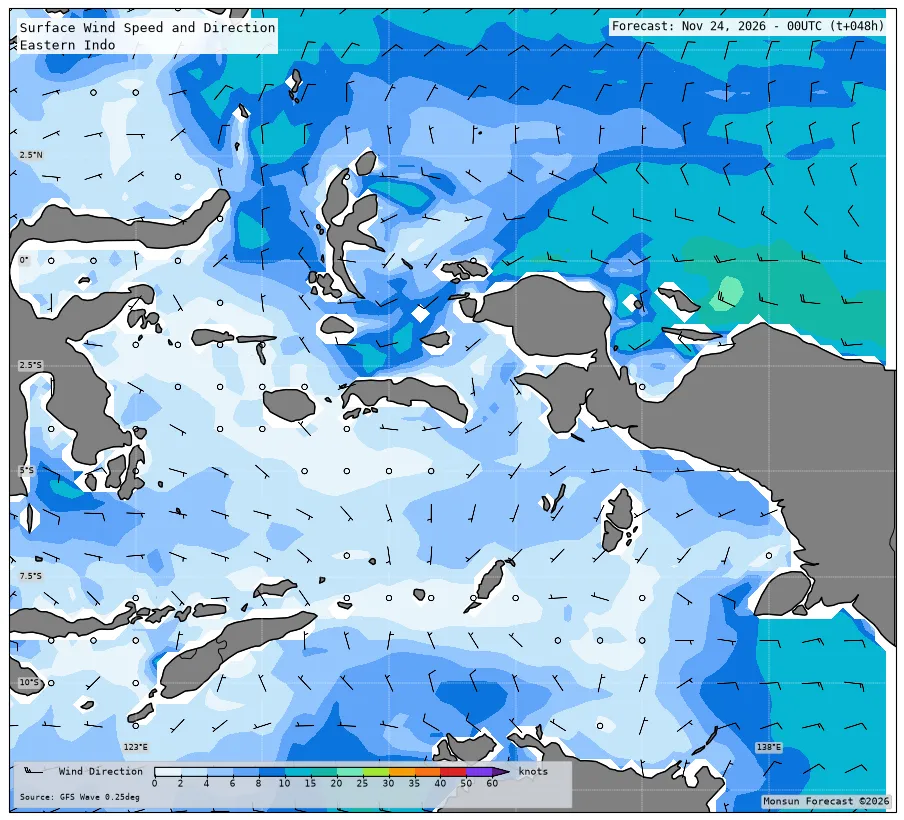 Surface Wind Speed and Direction
Eastern Indo
Forecast: Nov 24, 2026 - 00UTC (t+048h)
2.5°N
0°
2.5°S
5°S
7.5°S
10°S
123°E
138°E
Wind Direction
0 2 4 6 8 10 15 20 25 30 35 40 50 60
knots
Source: GFS Wave 0.25deg
Monsun Forecast ©2026